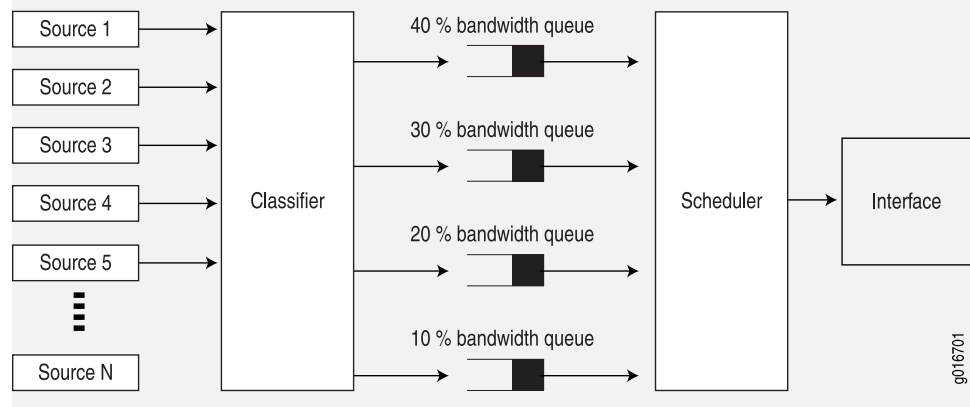 Source 1
Source 2
Source 3
Source 4
Source 5
Source N
Classifier
40 % bandwidth queue
30 % bandwidth queue
20 % bandwidth queue
10 % bandwidth queue
Scheduler
Interface
g016701